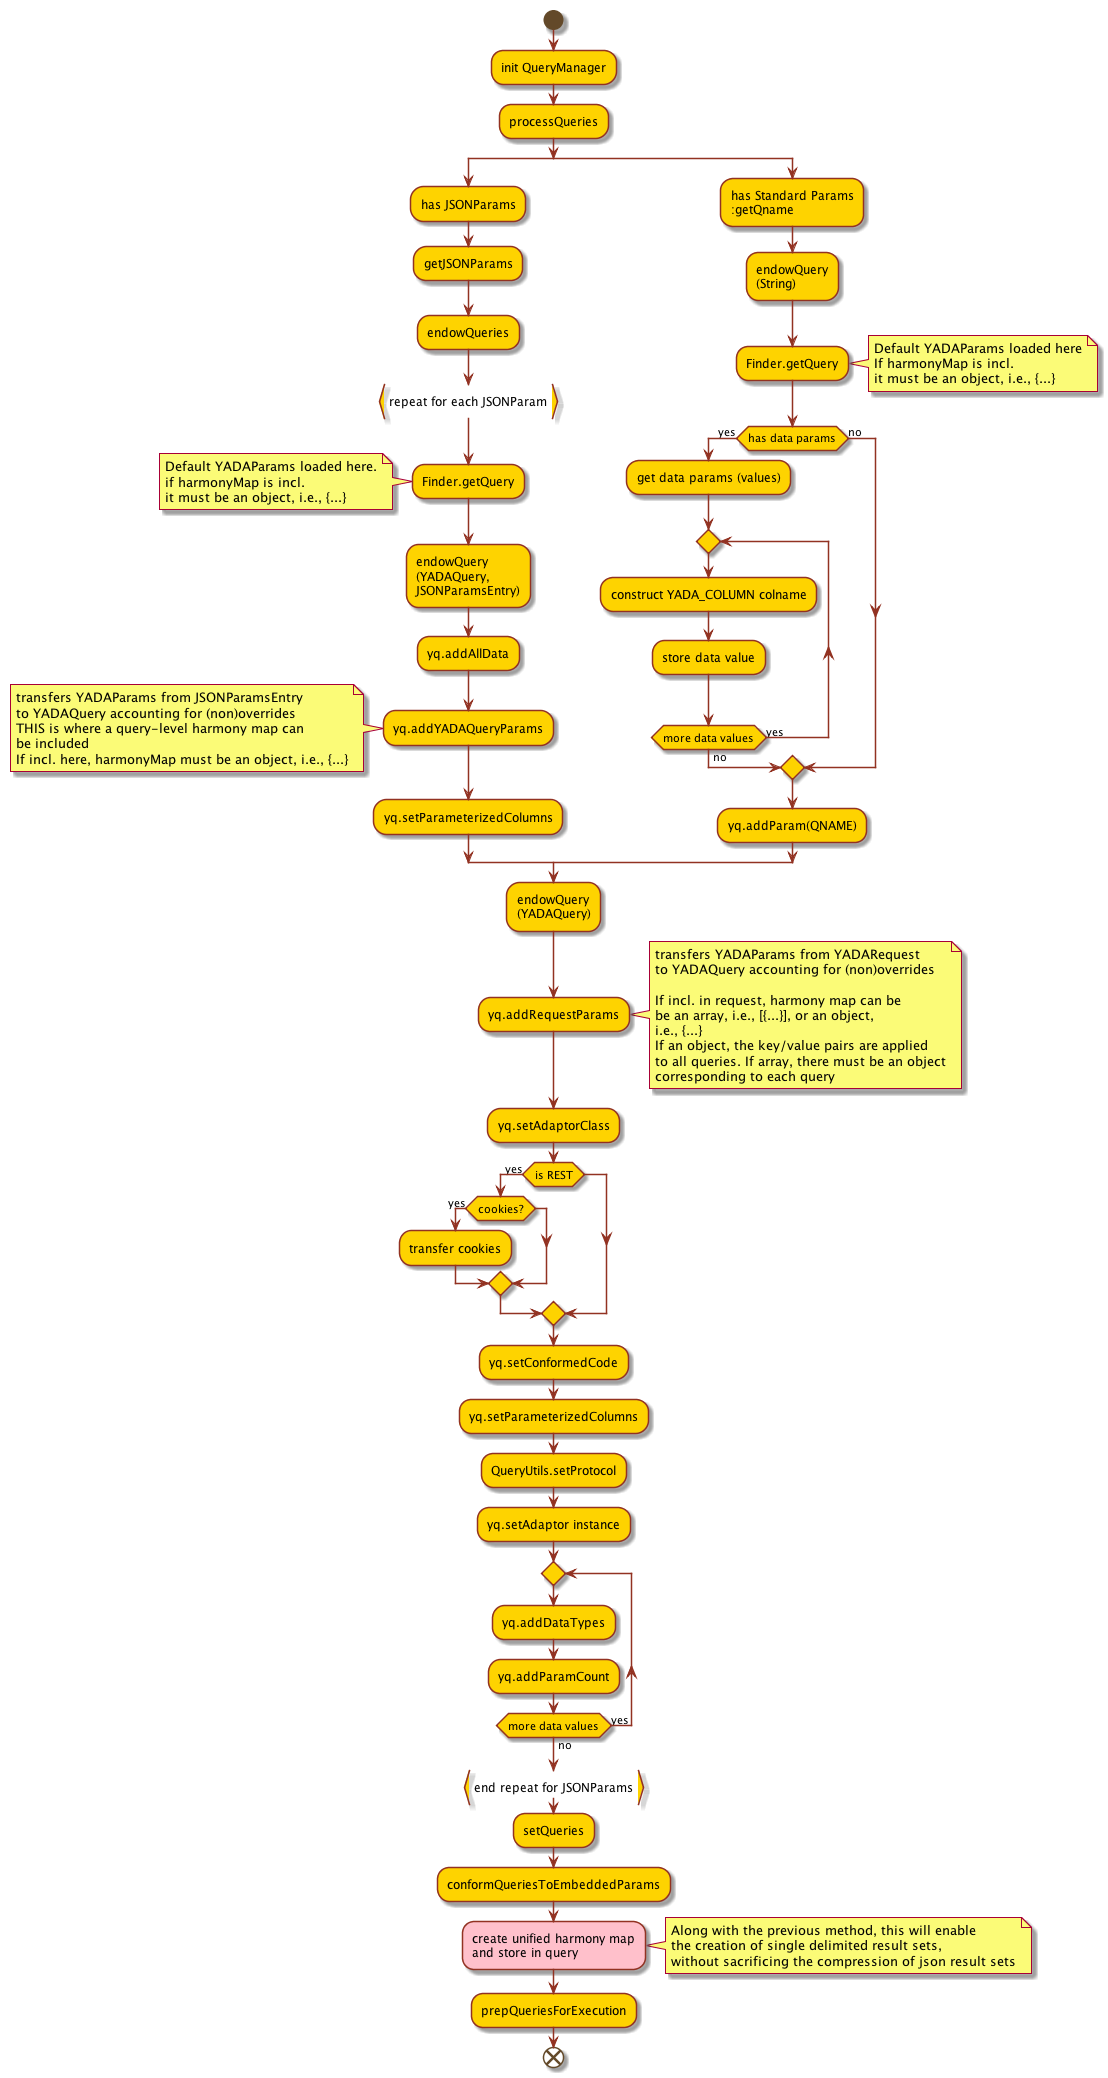 init QueryManager
processQueries
has JSONParams
getJSONParams
endowQueries
repeat for each JSONParam
Default YADAParams loaded here.
if harmonyMap is incl.
it must be an object, i.e., {...}
Finder.getQuery
endowQuery
(YADAQuery,
JSONParamsEntry)
yq.addAllData
transfers YADAParams from JSONParamsEntry
to YADAQuery accounting for (non)overrides
THIS is where a query-level harmony map can
be included
If incl. here, harmonyMap must be an object, i.e., {...}
yq.addYADAQueryParams
yq.setParameterizedColumns
has Standard Params
:getQname
endowQuery
(String)
Finder.getQuery
Default YADAParams loaded here
If harmonyMap is incl.
it must be an object, i.e., {...}
yes
has data params
no
get data params (values)
construct YADA_COLUMN colname
store data value
more data values
yes
no
yq.addParam(QNAME)
endowQuery
(YADAQuery)
yq.addRequestParams
transfers YADAParams from YADARequest
to YADAQuery accounting for (non)overrides
If incl. in request, harmony map can be
be an array, i.e., [{...}], or an object,
i.e., {...}
If an object, the key/value pairs are applied
to all queries. If array, there must be an object
corresponding to each query
yq.setAdaptorClass
yes
is REST
yes
cookies?
transfer cookies
yq.setConformedCode
yq.setParameterizedColumns
QueryUtils.setProtocol
yq.setAdaptor instance
yq.addDataTypes
yq.addParamCount
more data values
yes
no
end repeat for JSONParams
setQueries
conformQueriesToEmbeddedParams
create unified harmony map
and store in query
Along with the previous method, this will enable
the creation of single delimited result sets,
without sacrificing the compression of json result sets
prepQueriesForExecution